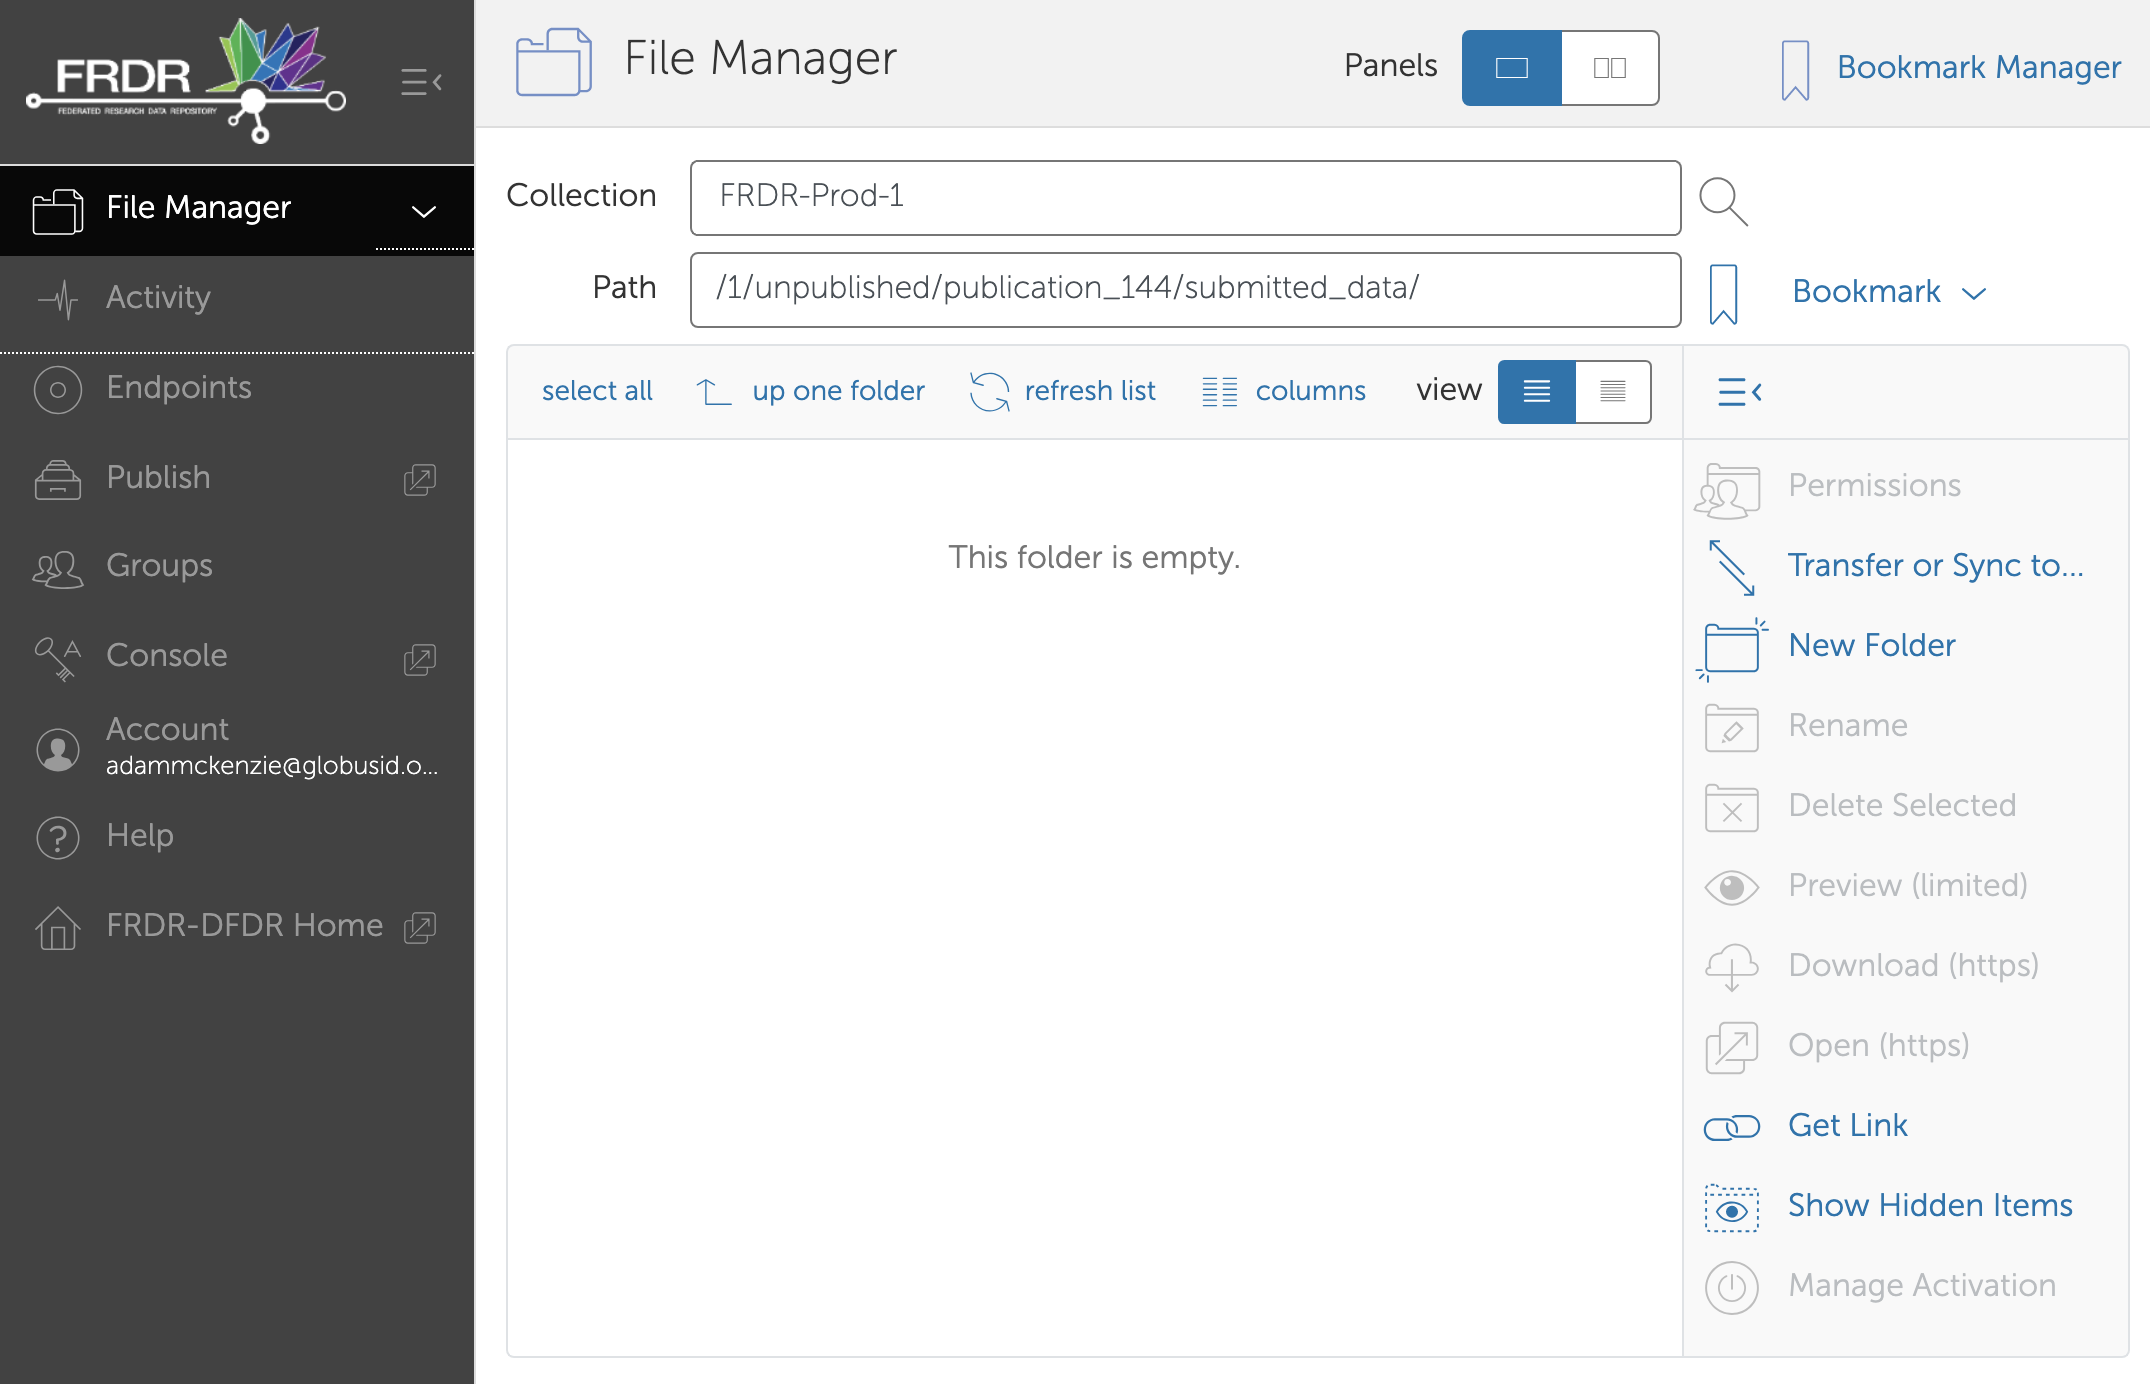 FRDR
FEDERATED RESEARCH DATA REPOSITORY
File Manager
Activity
Endpoints
Publish
Groups
Console
Account
adammckenzie@globusid.o...
Help
FRDR-DFDR Home
File Manager
Panels
Bookmark Manager
Collection
FRDR-Prod-1
Path
/1/unpublished/publication_144/submitted_data/
Bookmark
select all
up one folder
refresh list
columns
view
This folder is empty.
Permissions
Transfer or Sync to...
New Folder
Rename
Delete Selected
Preview (limited)
Download (https)
Open (https)
Get Link
Show Hidden Items
Manage Activation